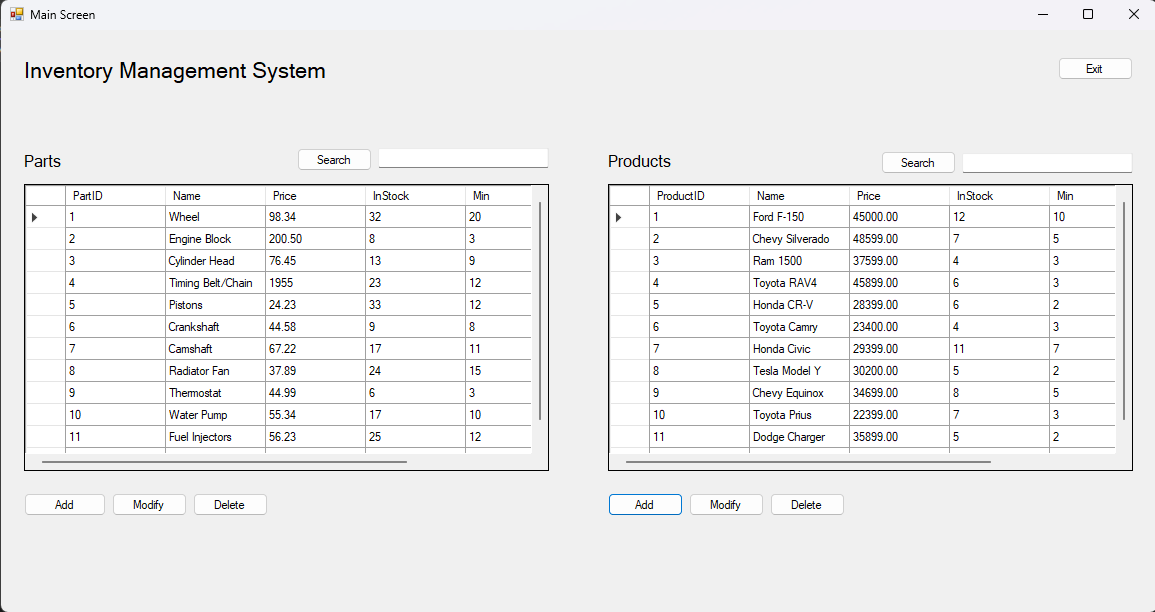 Main Screen
Inventory Management System
Exit
Parts
Search
PartID Name Price InStock Min
1 Wheel 98.34 32 20
2 Engine Block 200.50 8 3
3 Cylinder Head 76.45 13 9
4 Timing Belt/Chain 1955 23 12
5 Pistons 24.23 33 12
6 Crankshaft 44.58 9 8
7 Camshaft 67.22 17 11
8 Radiator Fan 37.89 24 15
9 Thermostat 44.99 6 3
10 Water Pump 55.34 17 10
11 Fuel Injectors 56.23 25 12
Add Modify Delete
Products
Search
ProductID Name Price InStock Min
1 Ford F-150 45000.00 12 10
2 Chevy Silverado 48599.00 7 5
3 Ram 1500 37599.00 4 3
4 Toyota RAV4 45899.00 6 3
5 Honda CR-V 28399.00 6 2
6 Toyota Camry 23400.00 4 3
7 Honda Civic 29399.00 11 7
8 Tesla Model Y 30200.00 5 2
9 Chevy Equinox 34699.00 8 5
10 Toyota Prius 22399.00 7 3
11 Dodge Charger 35899.00 5 2
Add Modify Delete